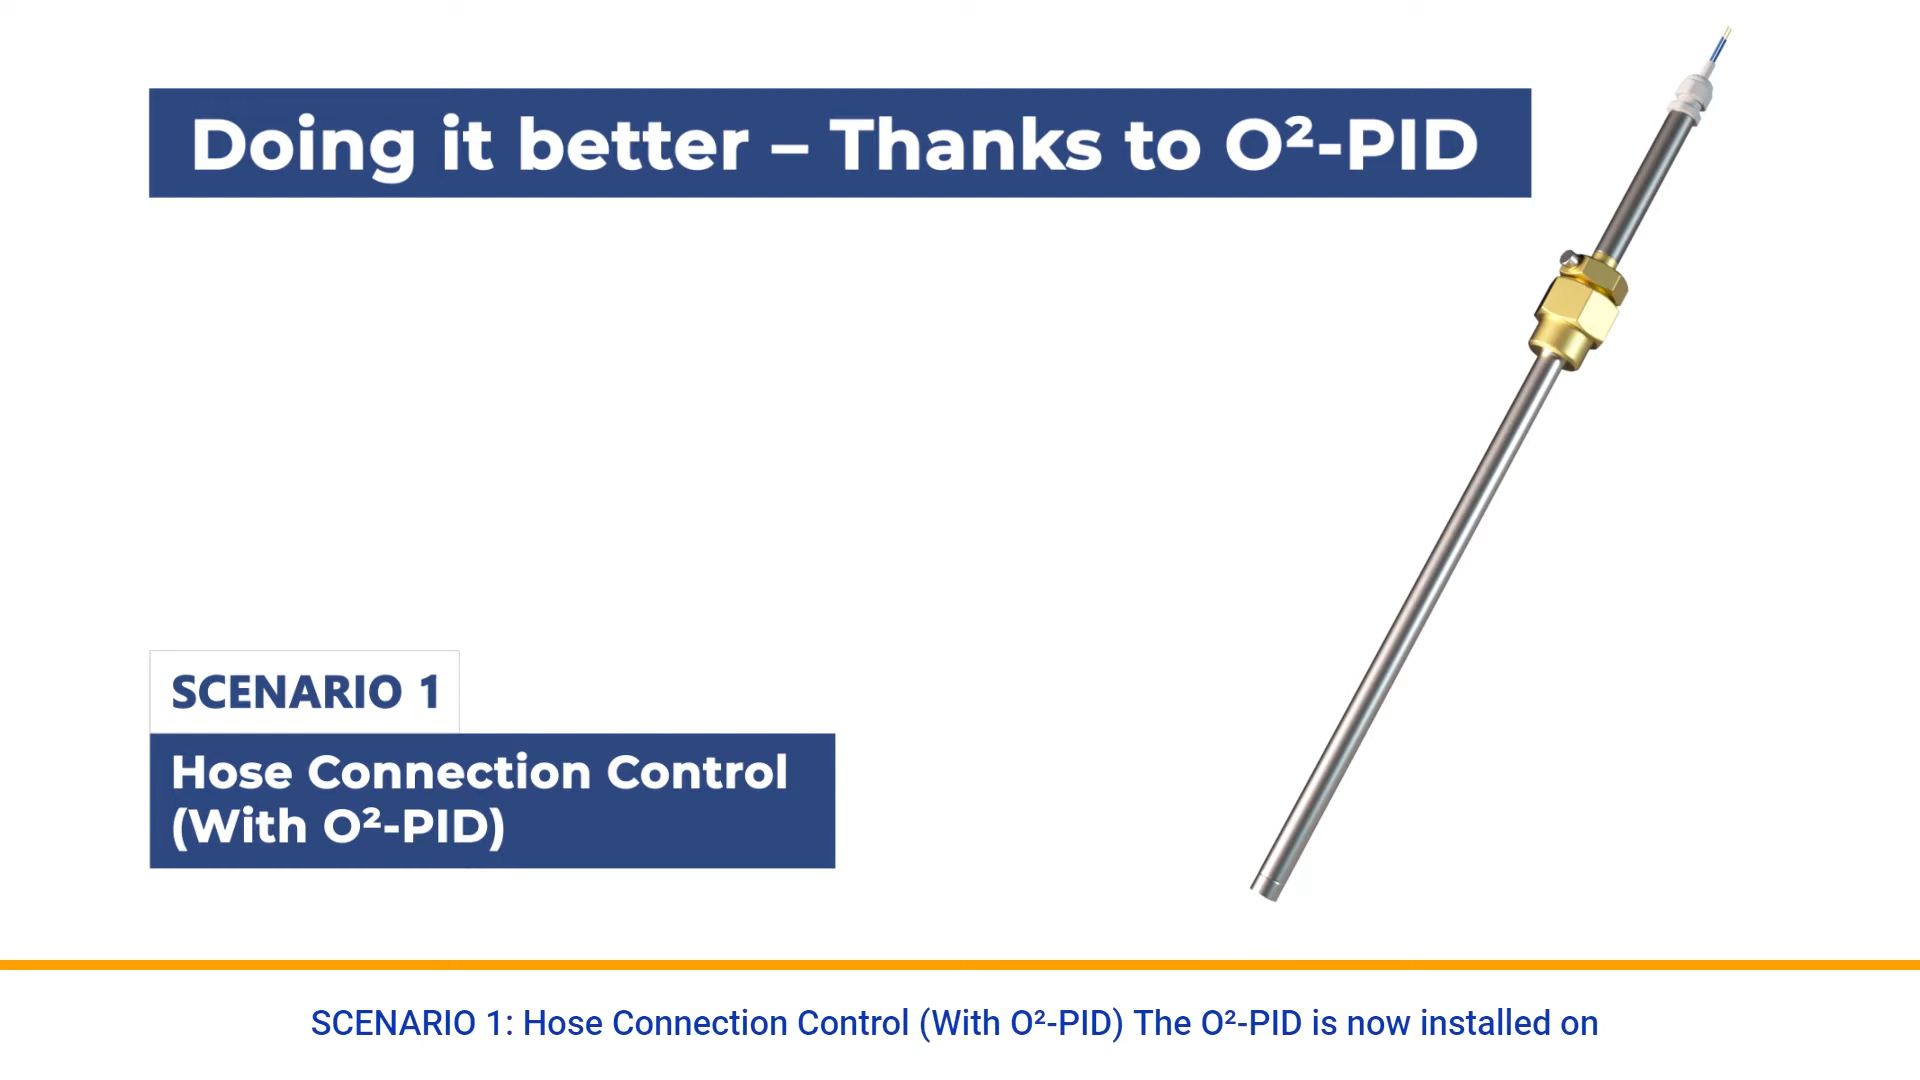 Doing it better – Thanks to O²-PID
SCENARIO 1
Hose Connection Control
(With O²-PID)
SCENARIO 1: Hose Connection Control (With O²-PID) The O²-PID is now installed on